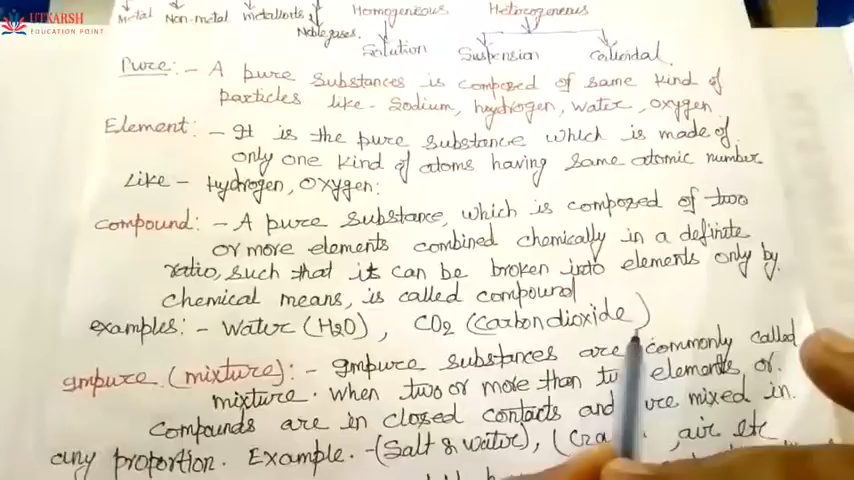 UTKARSH
EDUCATION POINT
Metal Non-metal metalloids Noble gases.
Homogeneous Heterogeneous
Solution Suspension Colloidal
Pure:- A pure substances is composed of same kind of
particles like- Sodium, hydrogen, water, oxygen
Element:- It is the pure substance which is made of
only one kind of atoms having same atomic number
Like - Hydrogen, Oxygen:
Compound:- A pure substance, which is composed of two
or more elements combined chemically in a definite
ratio, such that it can be broken into elements only by
chemical means, is called compound
examples:- Water (H2O), CO2 (Carbondioxide)
Impure (mixture):- Impure substances are commonly called
mixture. When two or more than elements or
compounds are in closed contacts and are mixed in
any proportion. Example.-(Salt & water), air etc